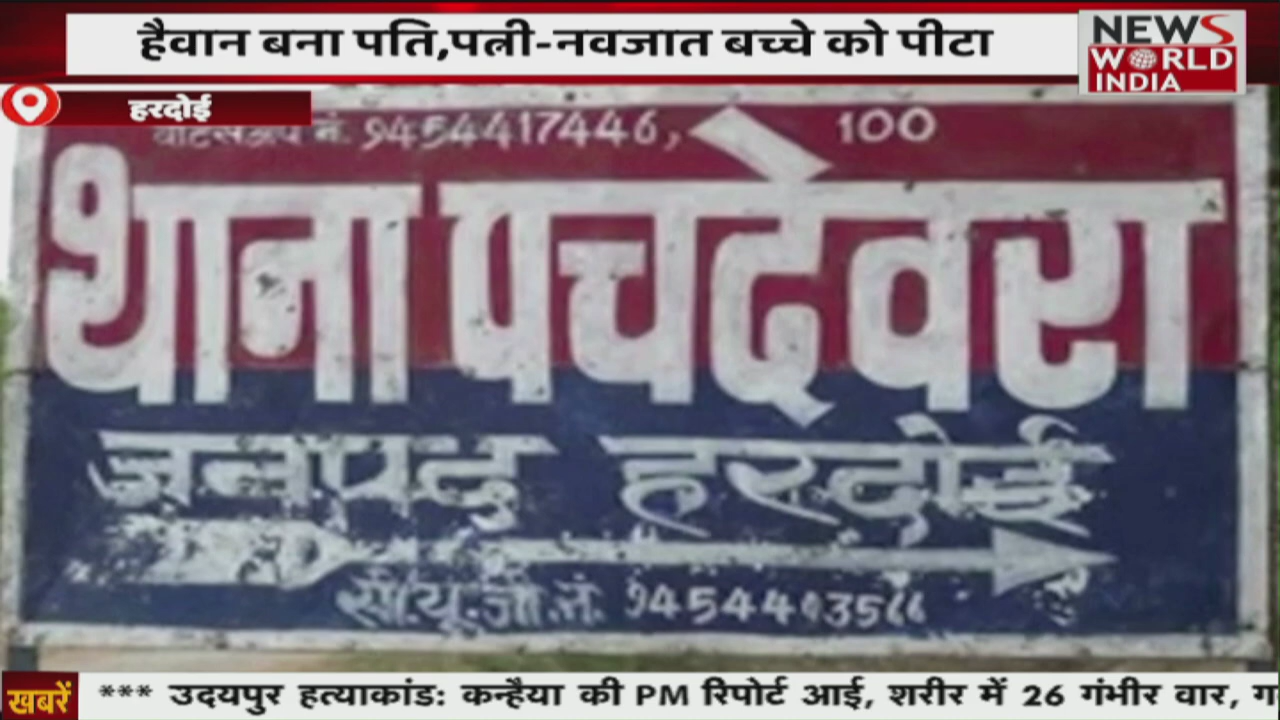 हैवान बना पति,पत्नी-नवजात बच्चे को पीटा
NEWS
WORLD
INDIA
हरदोई
वाटसअप नं. 9454417446, 100
थाना पचदेवरा
जनपद हरदोई
सी.यू.जी.नं.
खबरें
*** उदयपुर हत्याकांड: कन्हैया की PM रिपोर्ट आई, शरीर में 26 गंभीर वार,